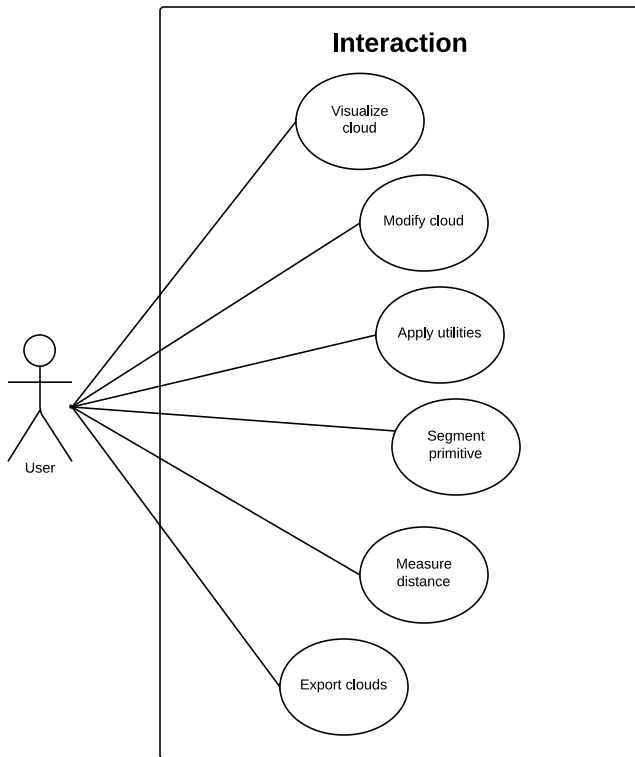 Interaction
Visualize
cloud
Modify cloud
Apply utilities
Segment
primitive
User
Measure
distance
Export clouds